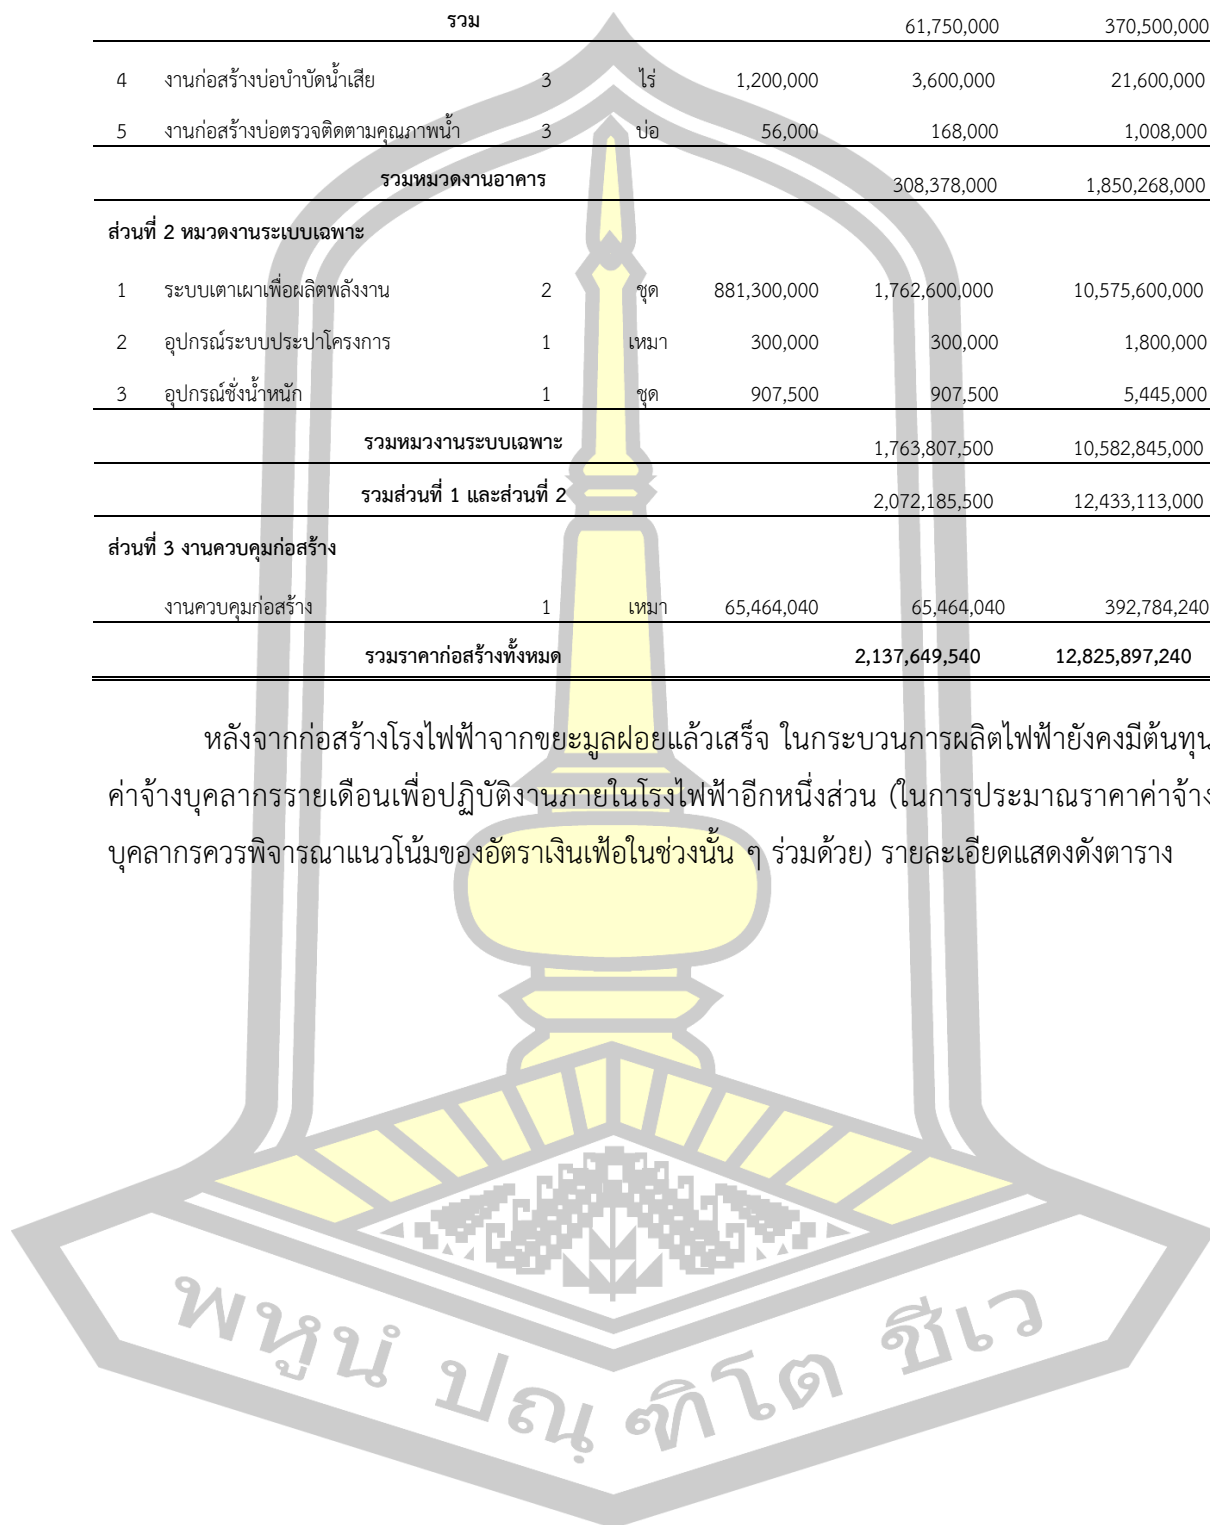 รวม 61,750,000 370,500,000
4 งานก่อสร้างบ่อบำบัดน้ำเสีย 3 ไร่ 1,200,000 3,600,000 21,600,000
5 งานก่อสร้างบ่อตรวจติดตามคุณภาพน้ำ 3 บ่อ 56,000 168,000 1,008,000
รวมหมวดงานอาคาร 308,378,000 1,850,268,000
ส่วนที่ 2 หมวดงานระเบบเฉพาะ
1 ระบบเตาเผาเพื่อผลิตพลังงาน 2 ชุด 881,300,000 1,762,600,000 10,575,600,000
2 อุปกรณ์ระบบประปาโครงการ 1 เหมา 300,000 300,000 1,800,000
3 อุปกรณ์ชั่งน้ำหนัก 1 ชุด 907,500 907,500 5,445,000
รวมหมวงานระบบเฉพาะ 1,763,807,500 10,582,845,000
รวมส่วนที่ 1 และส่วนที่ 2 2,072,185,500 12,433,113,000
ส่วนที่ 3 งานควบคุมก่อสร้าง
งานควบคุมก่อสร้าง 1 เหมา 65,464,040 65,464,040 392,784,240
รวมราคาก่อสร้างทั้งหมด 2,137,649,540 12,825,897,240
หลังจากก่อสร้างโรงไฟฟ้าจากขยะมูลฝอยแล้วเสร็จ ในกระบวนการผลิตไฟฟ้ายังคงมีต้นทุน
ค่าจ้างบุคลากรรายเดือนเพื่อปฏิบัติงานภายในโรงไฟฟ้าอีกหนึ่งส่วน (ในการประมาณราคาค่าจ้าง
บุคลากรควรพิจารณาแนวโน้มของอัตราเงินเฟ้อในช่วงนั้น ๆ ร่วมด้วย) รายละเอียดแสดงดังตาราง
พหูนํ ปณฺฑิโต ชีเว